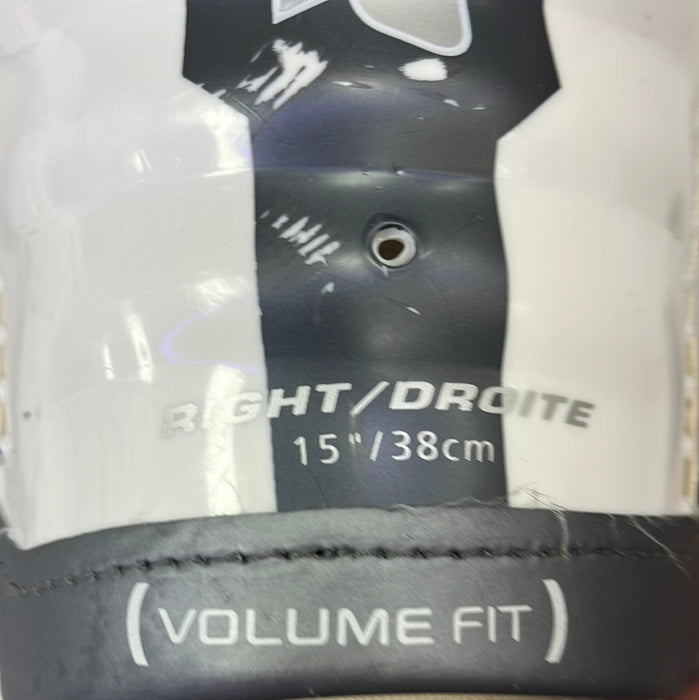 RIGHT/DROITE
15"/38cm
(VOLUME FIT)